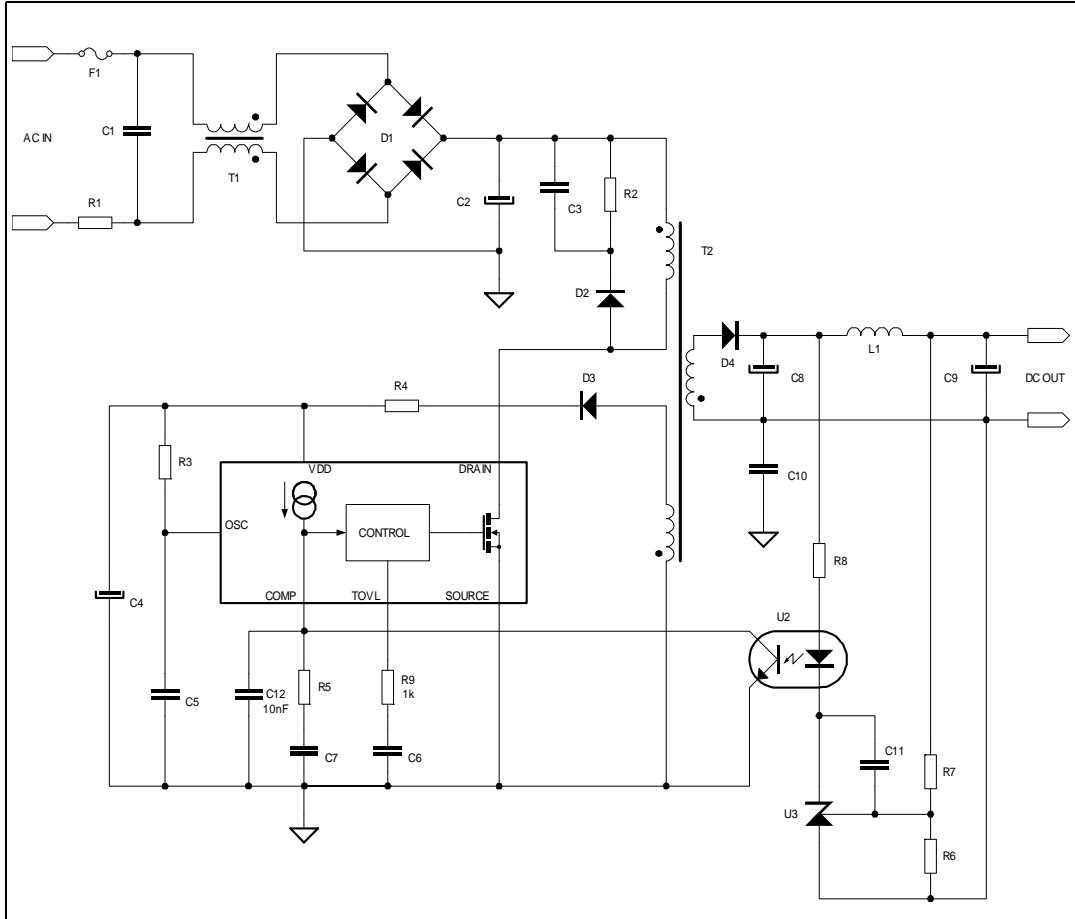 F1
AC IN
C1
T1
R1
D1
C2
C3
R2
D2
T2
D4
C8
L1
C9
DC OUT
C10
R4
D3
R3
VDD
DRAIN
OSC
CONTROL
COMP
TOVL
SOURCE
C4
C5
C12
10nF
R5
R9
1k
C7
C6
R8
U2
C11
R7
U3
R6